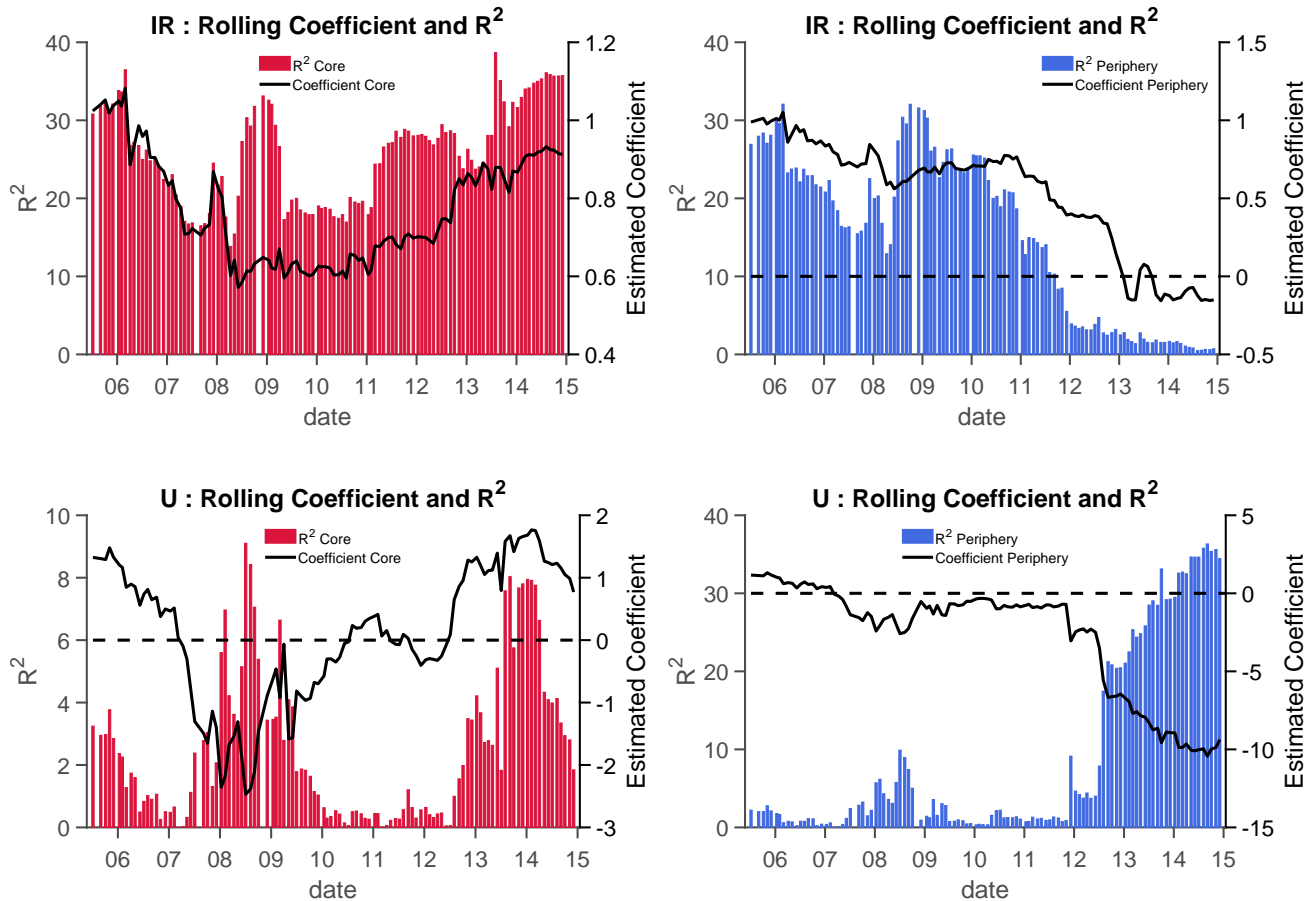 IR : Rolling Coefficient and R²
R² Core
Coefficient Core
R²
40
30
20
10
0
1.2
1
0.8
0.6
0.4
Estimated Coefficient
06 07 08 09 10 11 12 13 14 15
date
IR : Rolling Coefficient and R²
R² Periphery
Coefficient Periphery
R²
40
30
20
10
0
1.5
1
0.5
0
-0.5
Estimated Coefficient
06 07 08 09 10 11 12 13 14 15
date
U : Rolling Coefficient and R²
R² Core
Coefficient Core
R²
10
8
6
4
2
0
2
1
0
-1
-2
-3
Estimated Coefficient
06 07 08 09 10 11 12 13 14 15
date
U : Rolling Coefficient and R²
R² Periphery
Coefficient Periphery
R²
40
30
20
10
0
5
0
-5
-10
-15
Estimated Coefficient
06 07 08 09 10 11 12 13 14 15
date